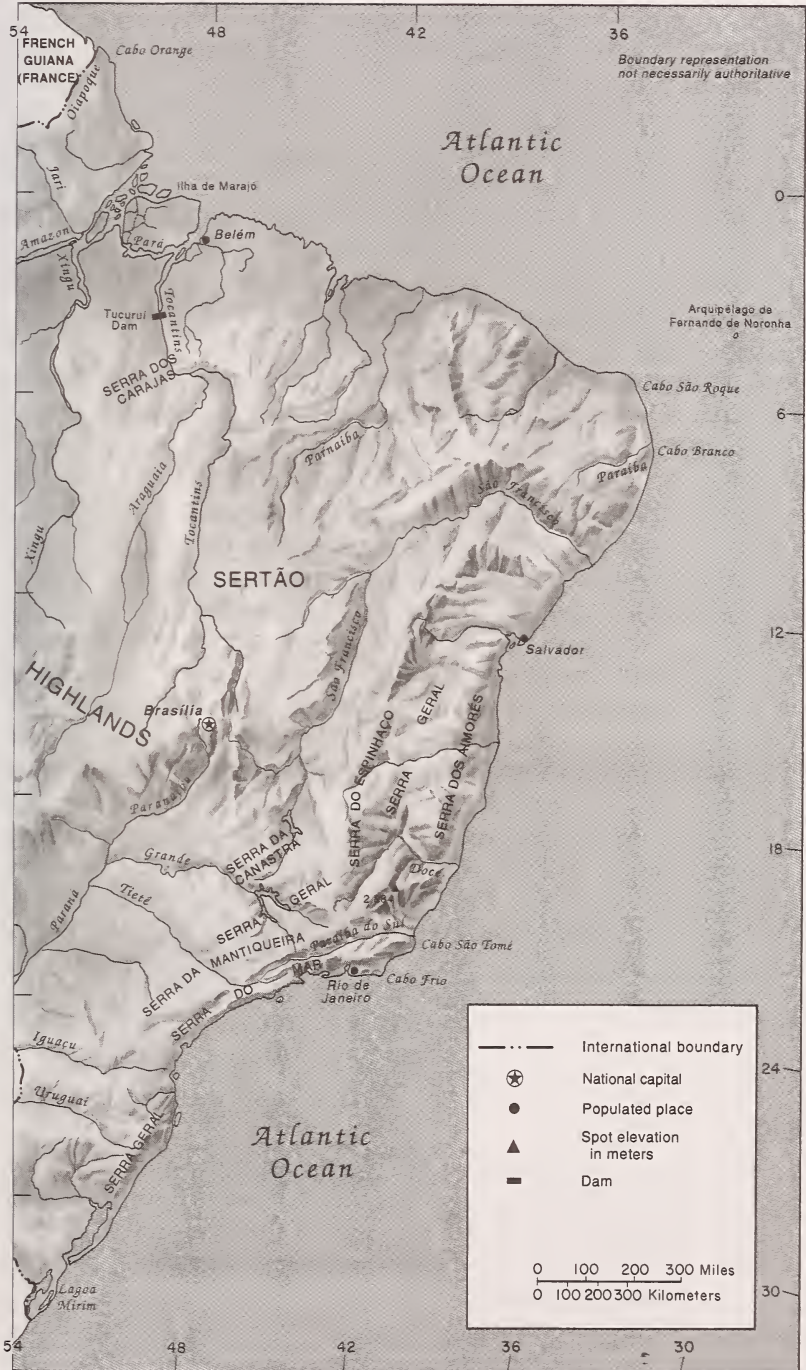 54
48
42
36
FRENCH
GUIANA
(FRANCE)
Cabo Orange
Oiapoque
Boundary representation
not necessarily authoritative
Atlantic
Ocean
Jari
Ilha de Marajó
0
Amazon
Pará
Belém
Xingu
Tucuruí
Dam
Tocantins
Arquipélago de
Fernando de Noronha
SERRA DOS
CARAJÁS
Cabo São Roque
6
Parnaíba
Cabo Branco
Paraíba
Araguaia
São Francisco
Tocantins
Xingu
SERTÃO
12
Salvador
São Francisco
HIGHLANDS
Brasília
SERRA DO ESPINHAÇO
GERAL
SERRA
SERRA DOS AIMORÉS
Paranaíba
SERRA DA
CANASTRA
18
Grande
Doce
Tietê
GERAL
SERRA
Paraná
Paraíba do Sul
SERRA DA MANTIQUEIRA
Cabo São Tomé
SERRA DO MAR
Rio de
Janeiro
Cabo Frio
Iguaçu
International boundary
24
National capital
Uruguai
Populated place
Atlantic
Ocean
Spot elevation
in meters
SERRA GERAL
Dam
0 100 200 300 Miles
0 100 200 300 Kilometers
30
Lagoa
Mirim
54
48
42
36
30